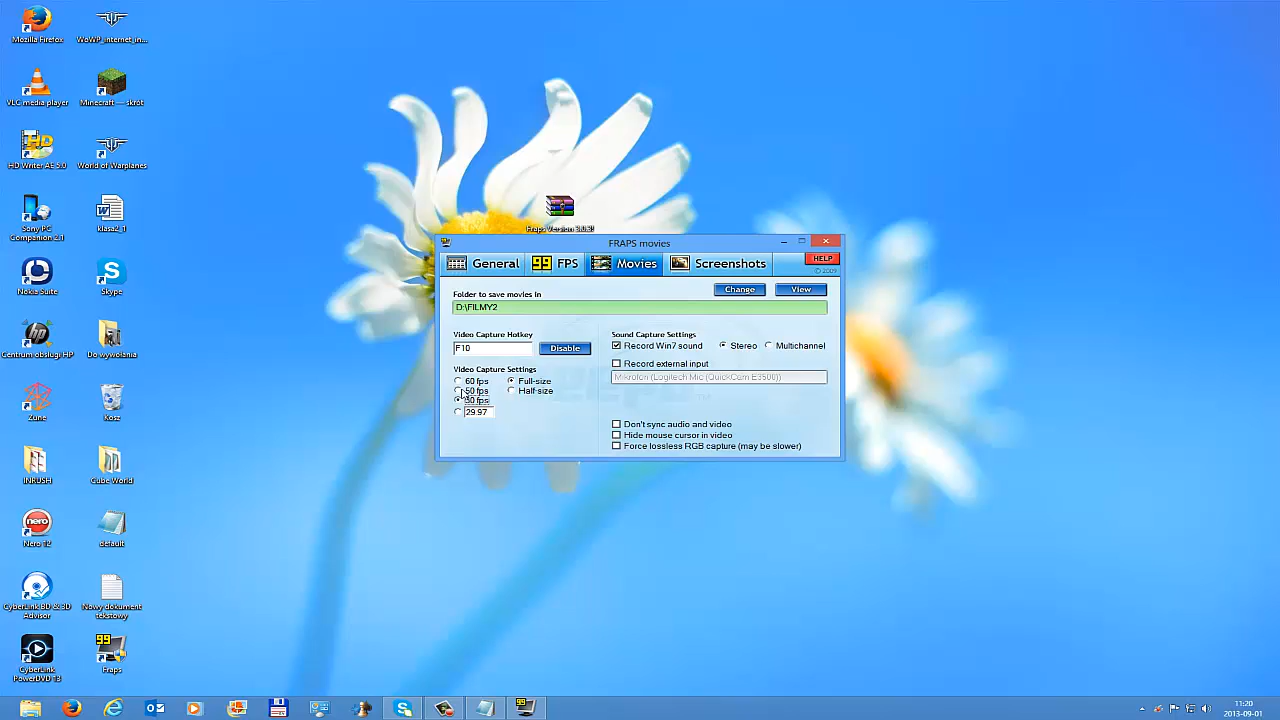 Mozilla Firefox
WoWP_internet_in...
VLC media player
Minecraft — skrót
HD Writer AE 5.0
World of Warplanes
Sony PC
Companion 2.1
klasa2_1
Nokia Suite
Skype
Centrum obsługi HP
Do wywołania
Zune
Kosz
INRUSH
Cube World
Nero 12
default
CyberLink BD & 3D
Advisor
Nowy dokument
tekstowy
CyberLink
PowerDVD 13
Fraps
FRAPS movies
General
99 FPS
Movies
Screenshots
HELP
© 2009
Folder to save movies in
Change
View
D:\FILMY2
Video Capture Hotkey
F10
Disable
Video Capture Settings
60 fps
Full-size
50 fps
Half-size
30 fps
29.97
Sound Capture Settings
Record Win7 sound
Stereo
Multichannel
Record external input
Mikrofon (Logitech Mic (QuickCam E3500))
Don't sync audio and video
Hide mouse cursor in video
Force lossless RGB capture (may be slower)
11:20
2013-09-01